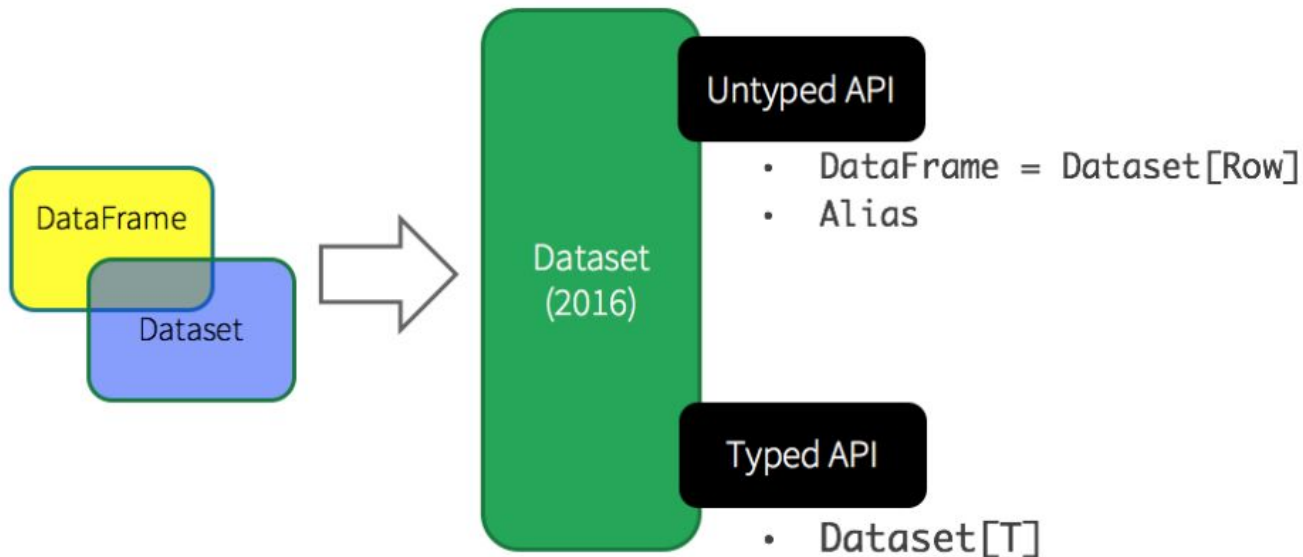 DataFrame
Dataset
Dataset
(2016)
Untyped API
• DataFrame = Dataset[Row]
• Alias
Typed API
• Dataset[T]